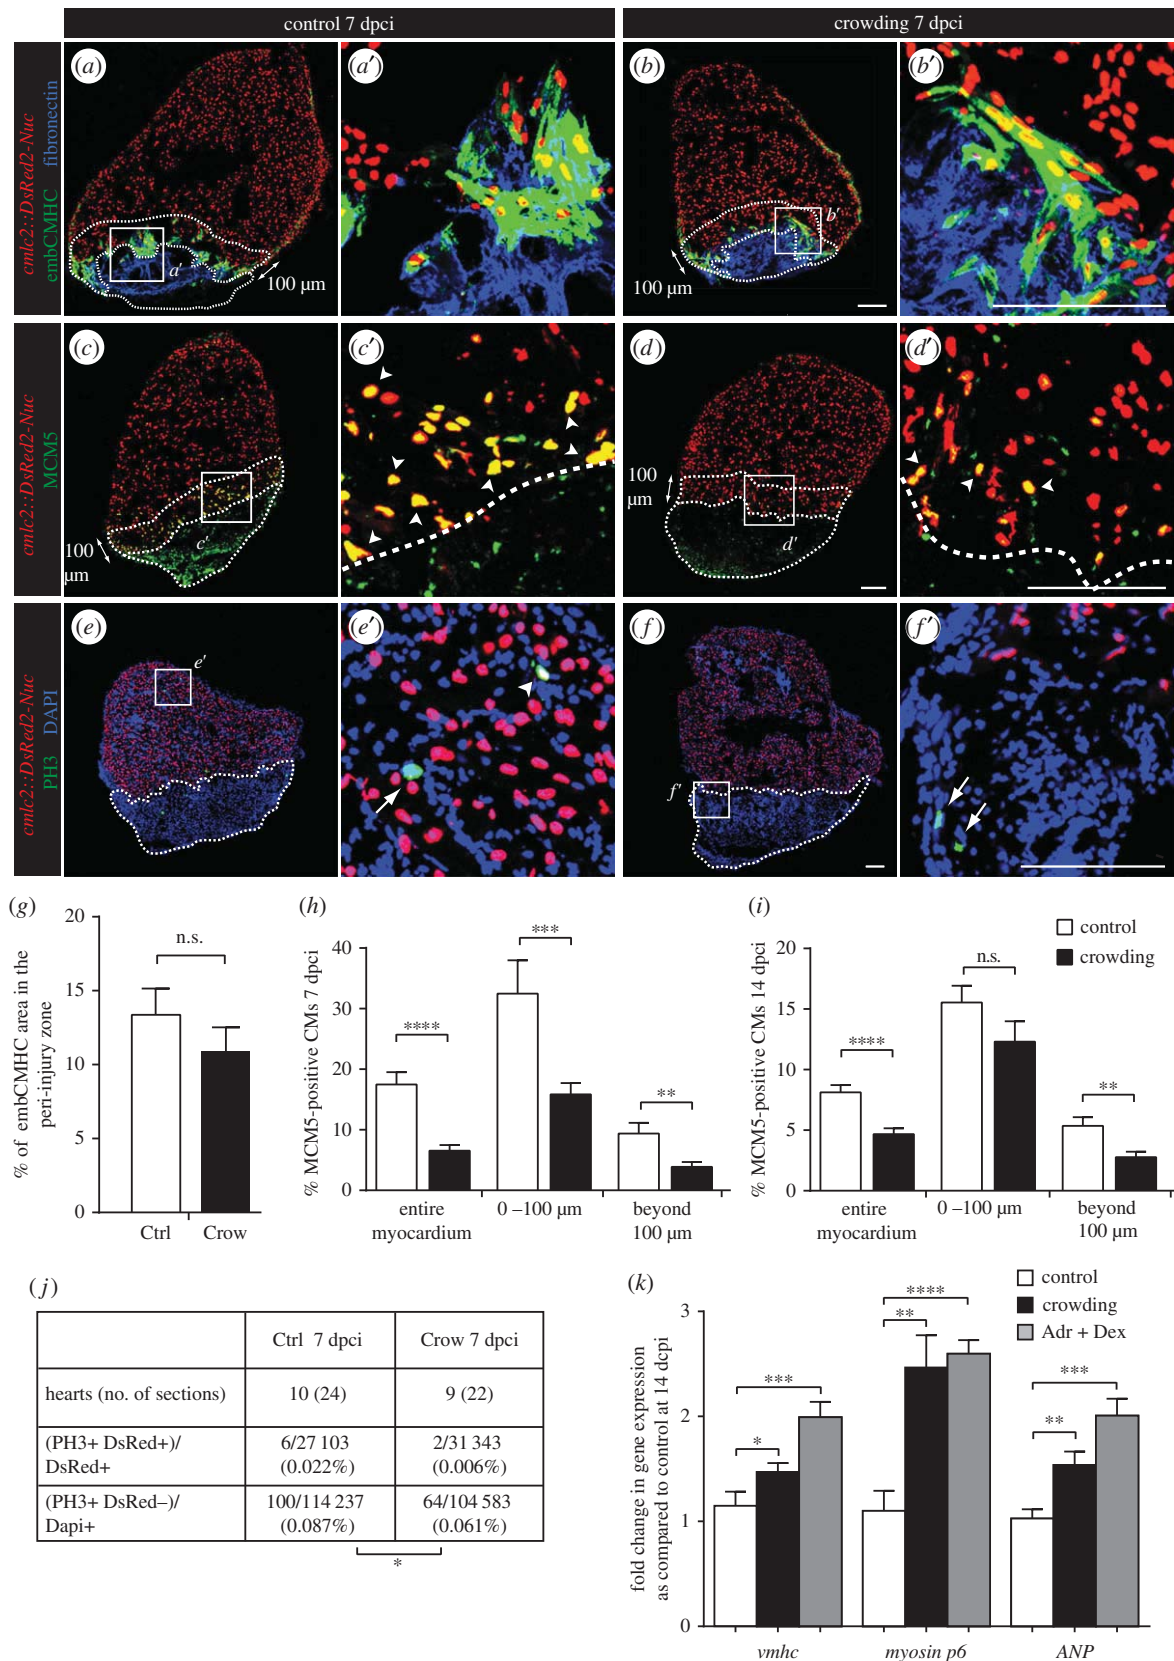 control 7 dpci
crowding 7 dpci
cmlc2::DsRed2-Nuc
embCMHC fibronectin
(a)
a′
100 µm
(a′)
(b)
b′
100 µm
(b′)
cmlc2::DsRed2-Nuc
MCM5
(c)
c′
100
µm
(c′)
(d)
100
µm
d′
(d′)
cmlc2::DsRed2-Nuc
PH3 DAPI
(e)
e′
(e′)
(f)
f′
(f′)
(g)
% of embCMHC area in the
peri-injury zone
20
15
10
5
0
n.s.
Ctrl Crow
(h)
% MCM5-positive CMs 7 dpci
40
30
20
10
0
****
***
**
entire
myocardium
0 –100 µm
beyond
100 µm
(i)
control
crowding
% MCM5-positive CMs 14 dpci
20
15
10
5
0
****
n.s.
**
entire
myocardium
0 –100 µm
beyond
100 µm
(j)
Ctrl 7 dpci Crow 7 dpci
hearts (no. of sections) 10 (24) 9 (22)
(PH3+ DsRed+)/ 6/27 103 2/31 343
DsRed+ (0.022%) (0.006%)
(PH3+ DsRed–)/ 100/114 237 64/104 583
Dapi+ (0.087%) (0.061%)
*
(k)
control
crowding
Adr + Dex
fold change in gene expression
as compared to control at 14 dcpi
3
2
1
0
***
*
****
**
***
**
vmhc myosin p6 ANP